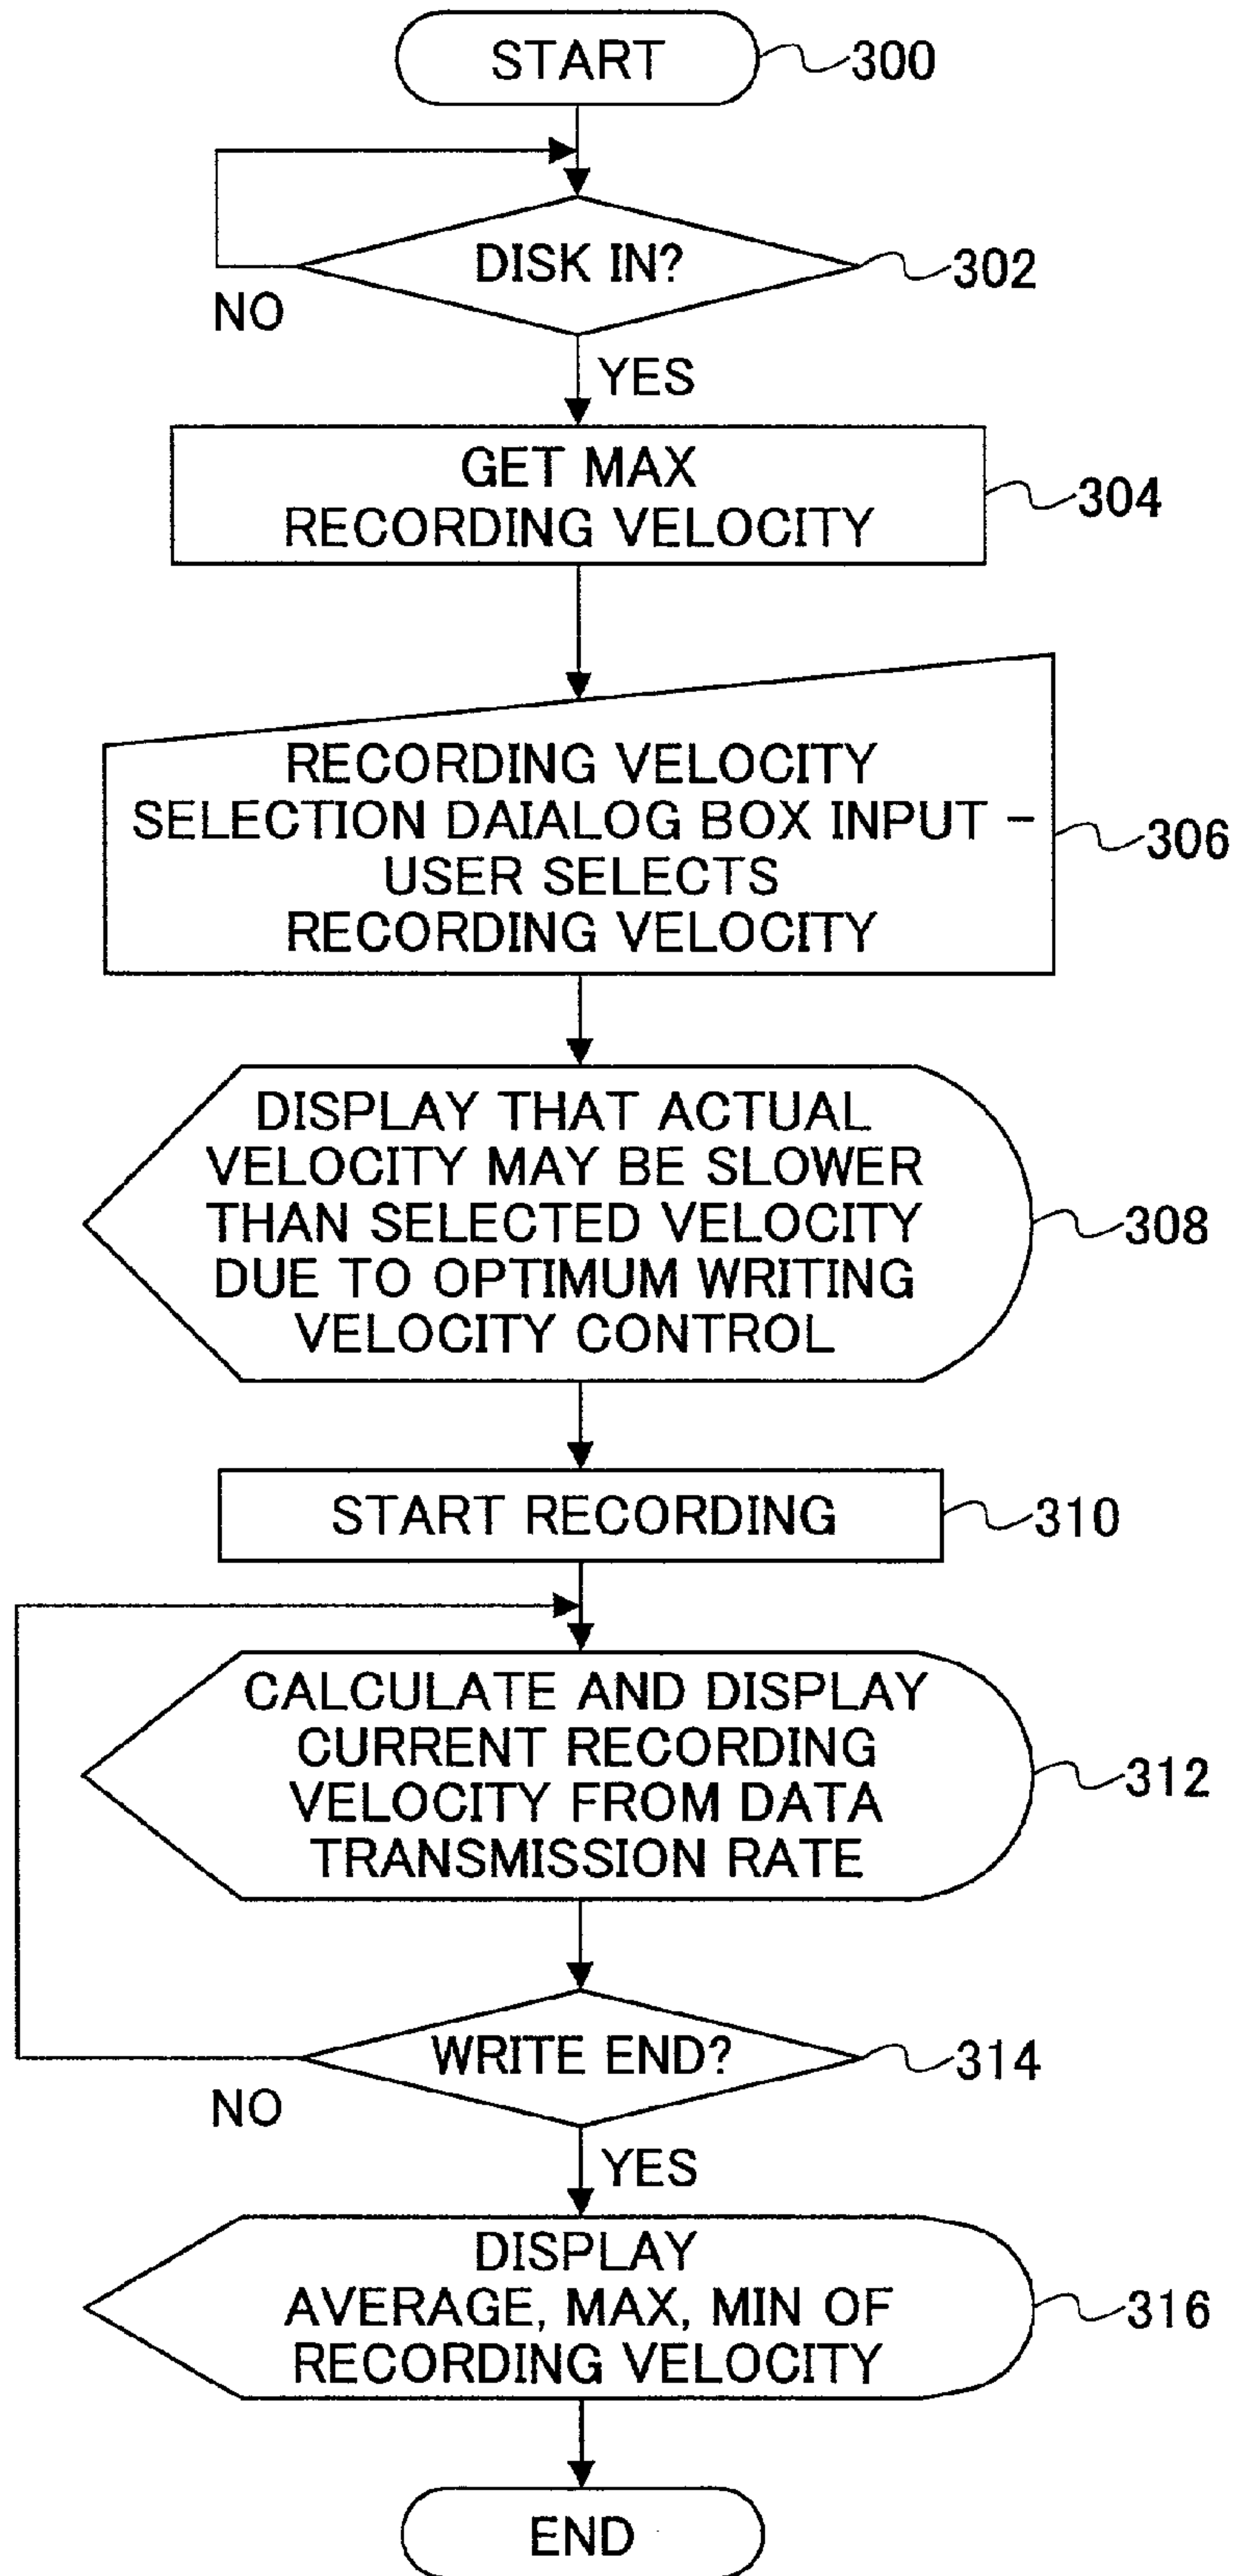 START
300
DISK IN?
302
NO
YES
GET MAX
RECORDING VELOCITY
304
RECORDING VELOCITY
SELECTION DAIALOG BOX INPUT -
USER SELECTS
RECORDING VELOCITY
306
DISPLAY THAT ACTUAL
VELOCITY MAY BE SLOWER
THAN SELECTED VELOCITY
DUE TO OPTIMUM WRITING
VELOCITY CONTROL
308
START RECORDING
310
CALCULATE AND DISPLAY
CURRENT RECORDING
VELOCITY FROM DATA
TRANSMISSION RATE
312
WRITE END?
314
NO
YES
DISPLAY
AVERAGE, MAX, MIN OF
RECORDING VELOCITY
316
END